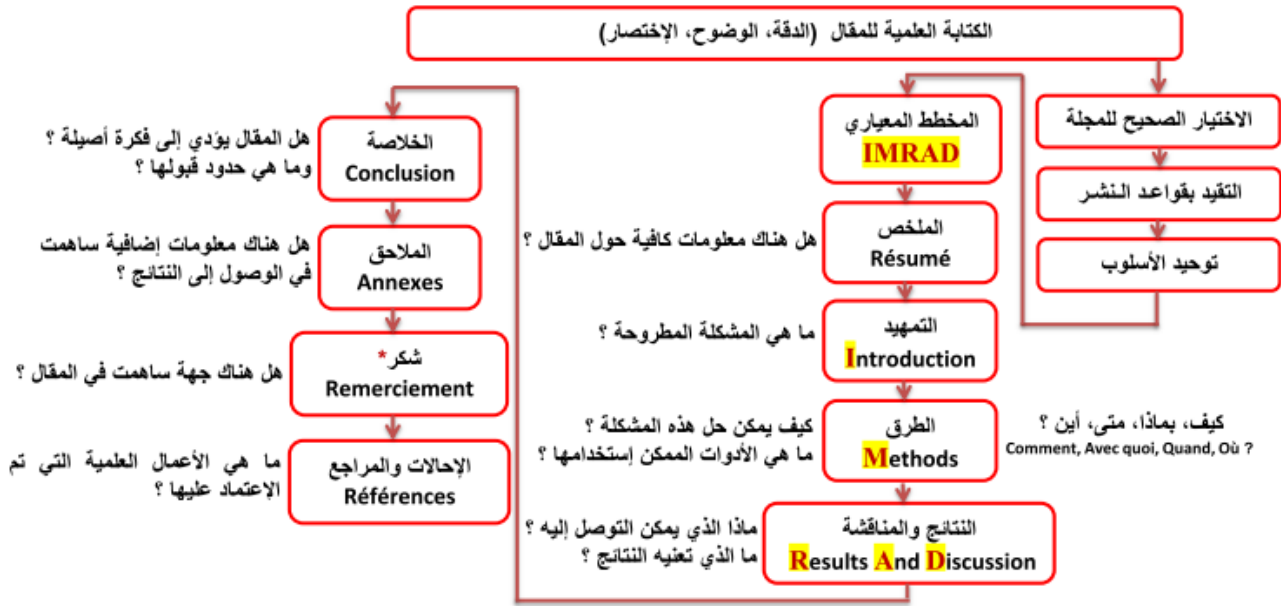 الكتابة العلمية للمقال (الدقة، الوضوح، الإختصار)
الاختيار الصحيح للمجلة
التقيد بقواعد الـنشـر
توحيد الأسلوب
المخطط المعياري
IMRAD
الملخص
Résumé
هل هناك معلومات كافية حول المقال ؟
التمهيد
Introduction
ما هي المشكلة المطروحة ؟
الطرق
Methods
كيف، بماذا، متى، أين ؟
Comment, Avec quoi, Quand, Où ?
كيف يمكن حل هذه المشكلة ؟
ما هي الأدوات الممكن إستخدامها ؟
النتائج والمناقشة
Results And Discussion
ماذا الذي يمكن التوصل إليه ؟
ما الذي تعنيه النتائج ؟
الخلاصة
Conclusion
هل المقال يؤدي إلى فكرة أصيلة ؟
وما هي حدود قبولها ؟
الملاحق
Annexes
هل هناك معلومات إضافية ساهمت
في الوصول إلى النتائج ؟
شكر*
Remerciement
هل هناك جهة ساهمت في المقال ؟
الإحالات والمراجع
Références
ما هي الأعمال العلمية التي تم
الإعتماد عليها ؟